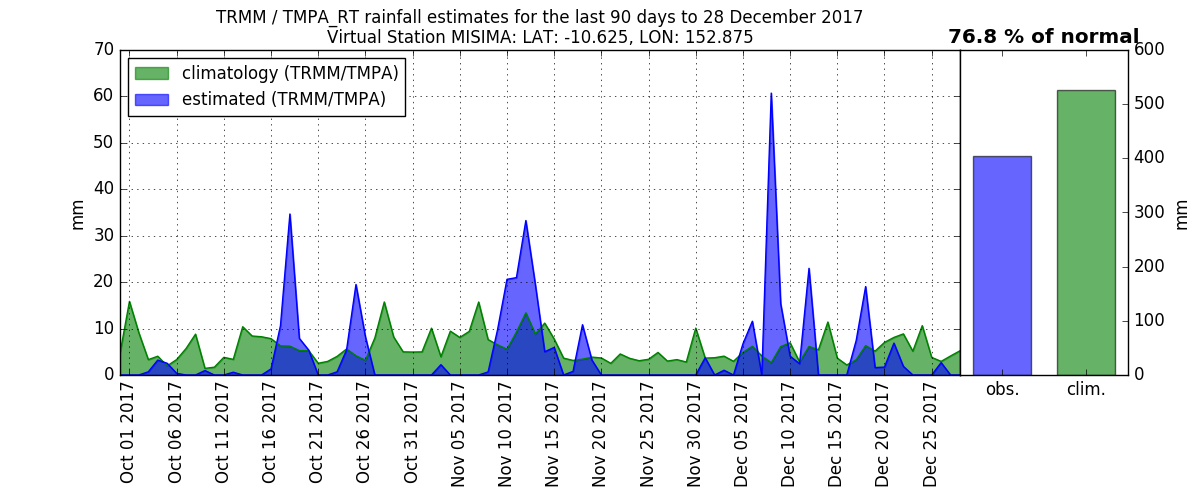 TRMM / TMPA_RT rainfall estimates for the last 90 days to 28 December 2017
Virtual Station MISIMA: LAT: -10.625, LON: 152.875
76.8 % of normal
climatology (TRMM/TMPA)
estimated (TRMM/TMPA)
mm
70
60
50
40
30
20
10
0
Oct 01 2017
Oct 06 2017
Oct 11 2017
Oct 16 2017
Oct 21 2017
Oct 26 2017
Oct 31 2017
Nov 05 2017
Nov 10 2017
Nov 15 2017
Nov 20 2017
Nov 25 2017
Nov 30 2017
Dec 05 2017
Dec 10 2017
Dec 15 2017
Dec 20 2017
Dec 25 2017
obs.
clim.
600
500
400
300
200
100
0
mm